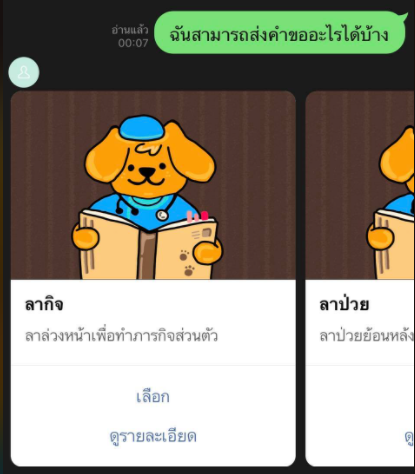 อ่านแล้ว
00:07
ฉันสามารถส่งคำขออะไรได้บ้าง
ลากิจ
ลาล่วงหน้าเพื่อทำภารกิจส่วนตัว
เลือก
ดูรายละเอียด
ลาป่วย
ลาป่วยย้อนหลัง